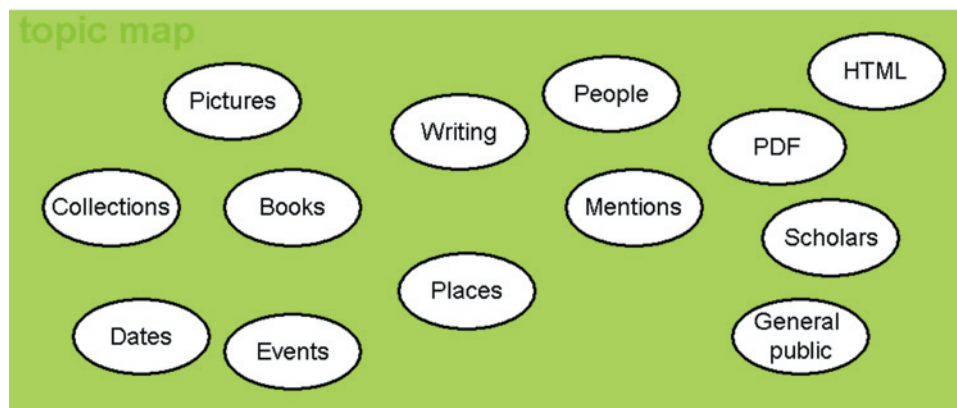 topic map
HTML
Pictures
People
Writing
PDF
Collections
Books
Mentions
Scholars
Places
Dates
Events
General
public